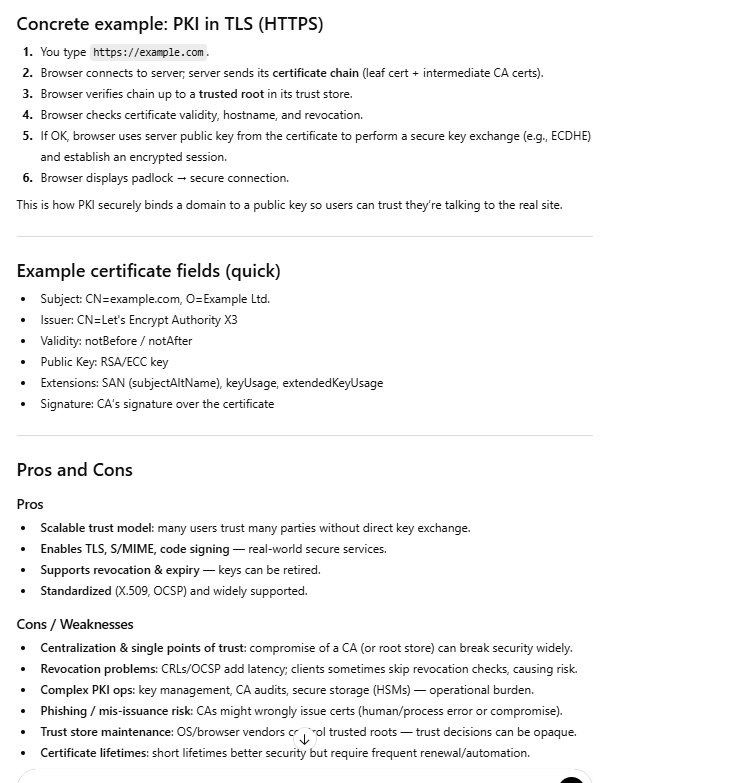 Concrete example: PKI in TLS (HTTPS)
1. You type https://example.com.
2. Browser connects to server; server sends its certificate chain (leaf cert + intermediate CA certs).
3. Browser verifies chain up to a trusted root in its trust store.
4. Browser checks certificate validity, hostname, and revocation.
5. If OK, browser uses server public key from the certificate to perform a secure key exchange (e.g., ECDHE)
and establish an encrypted session.
6. Browser displays padlock → secure connection.
This is how PKI securely binds a domain to a public key so users can trust they're talking to the real site.
Example certificate fields (quick)
• Subject: CN=example.com, O=Example Ltd.
• Issuer: CN=Let's Encrypt Authority X3
• Validity: notBefore / notAfter
• Public Key: RSA/ECC key
• Extensions: SAN (subjectAltName), keyUsage, extendedKeyUsage
• Signature: CA's signature over the certificate
Pros and Cons
Pros
• Scalable trust model: many users trust many parties without direct key exchange.
• Enables TLS, S/MIME, code signing — real-world secure services.
• Supports revocation & expiry — keys can be retired.
• Standardized (X.509, OCSP) and widely supported.
Cons / Weaknesses
• Centralization & single points of trust: compromise of a CA (or root store) can break security widely.
• Revocation problems: CRLs/OCSP add latency; clients sometimes skip revocation checks, causing risk.
• Complex PKI ops: key management, CA audits, secure storage (HSMs) — operational burden.
• Phishing / mis-issuance risk: CAs might wrongly issue certs (human/process error or compromise).
• Trust store maintenance: OS/browser vendors trusted roots — trust decisions can be opaque.
• Certificate lifetimes: short lifetimes better security but require frequent renewal/automation.